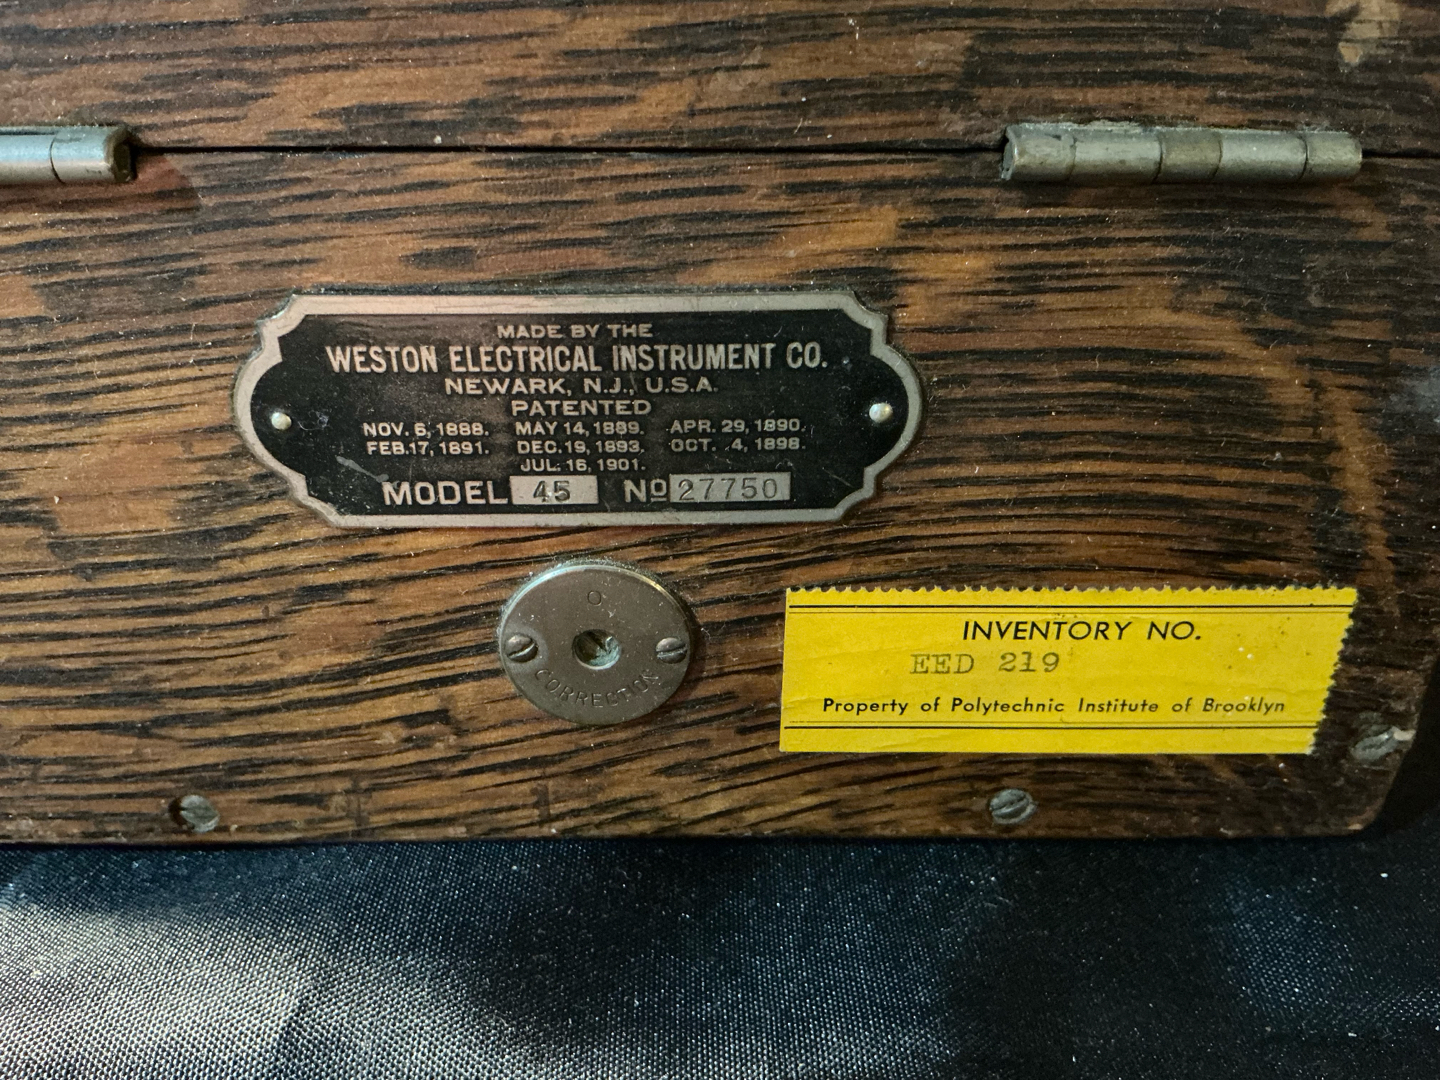 MADE BY THE
WESTON ELECTRICAL INSTRUMENT CO.
NEWARK, N.J., U.S.A.
PATENTED
NOV. 6, 1888. MAY 14, 1889. APR. 29, 1890.
FEB. 17, 1891. DEC. 19, 1893. OCT. 4, 1898.
JUL. 16, 1901.
MODEL 45 No 27750
O
CORRECTION
INVENTORY NO.
EED 219
Property of Polytechnic Institute of Brooklyn